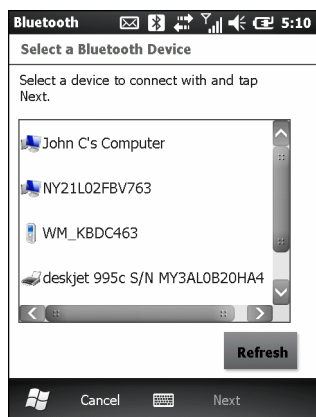 Bluetooth 5:10
Select a Bluetooth Device
Select a device to connect with and tap
Next.
John C's Computer
NY21L02FBV763
WM_KBDC463
deskjet 995c S/N MY3AL0B20HA4
Refresh
Cancel Next